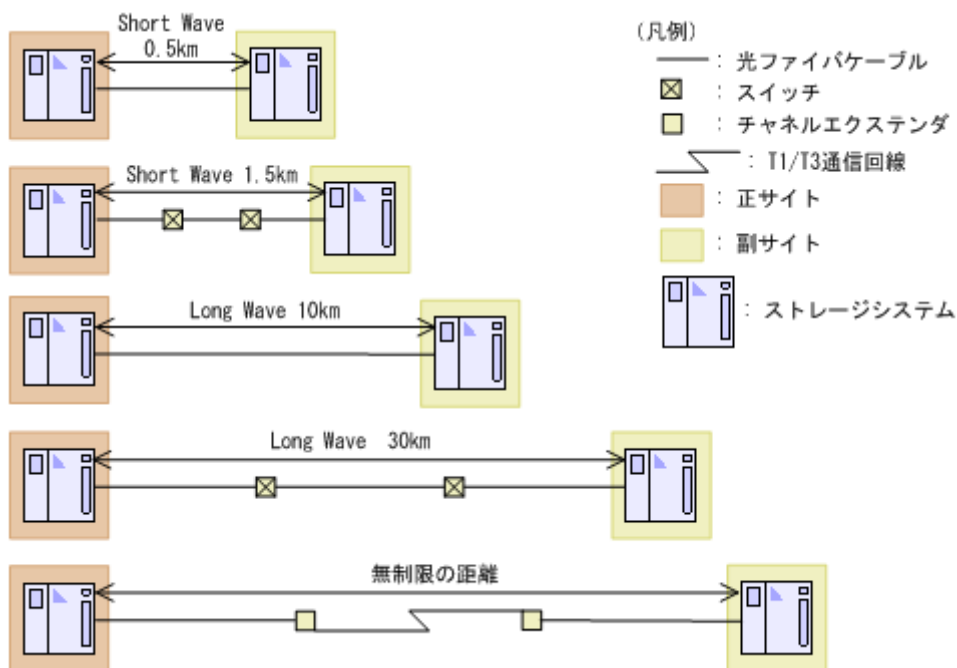 Short Wave
0.5km
Short Wave 1.5km
Long Wave 10km
Long Wave 30km
無制限の距離
(凡例)
: 光ファイバケーブル
: スイッチ
: チャネルエクステンダ
: T1/T3通信回線
: 正サイト
: 副サイト
: ストレージシステム